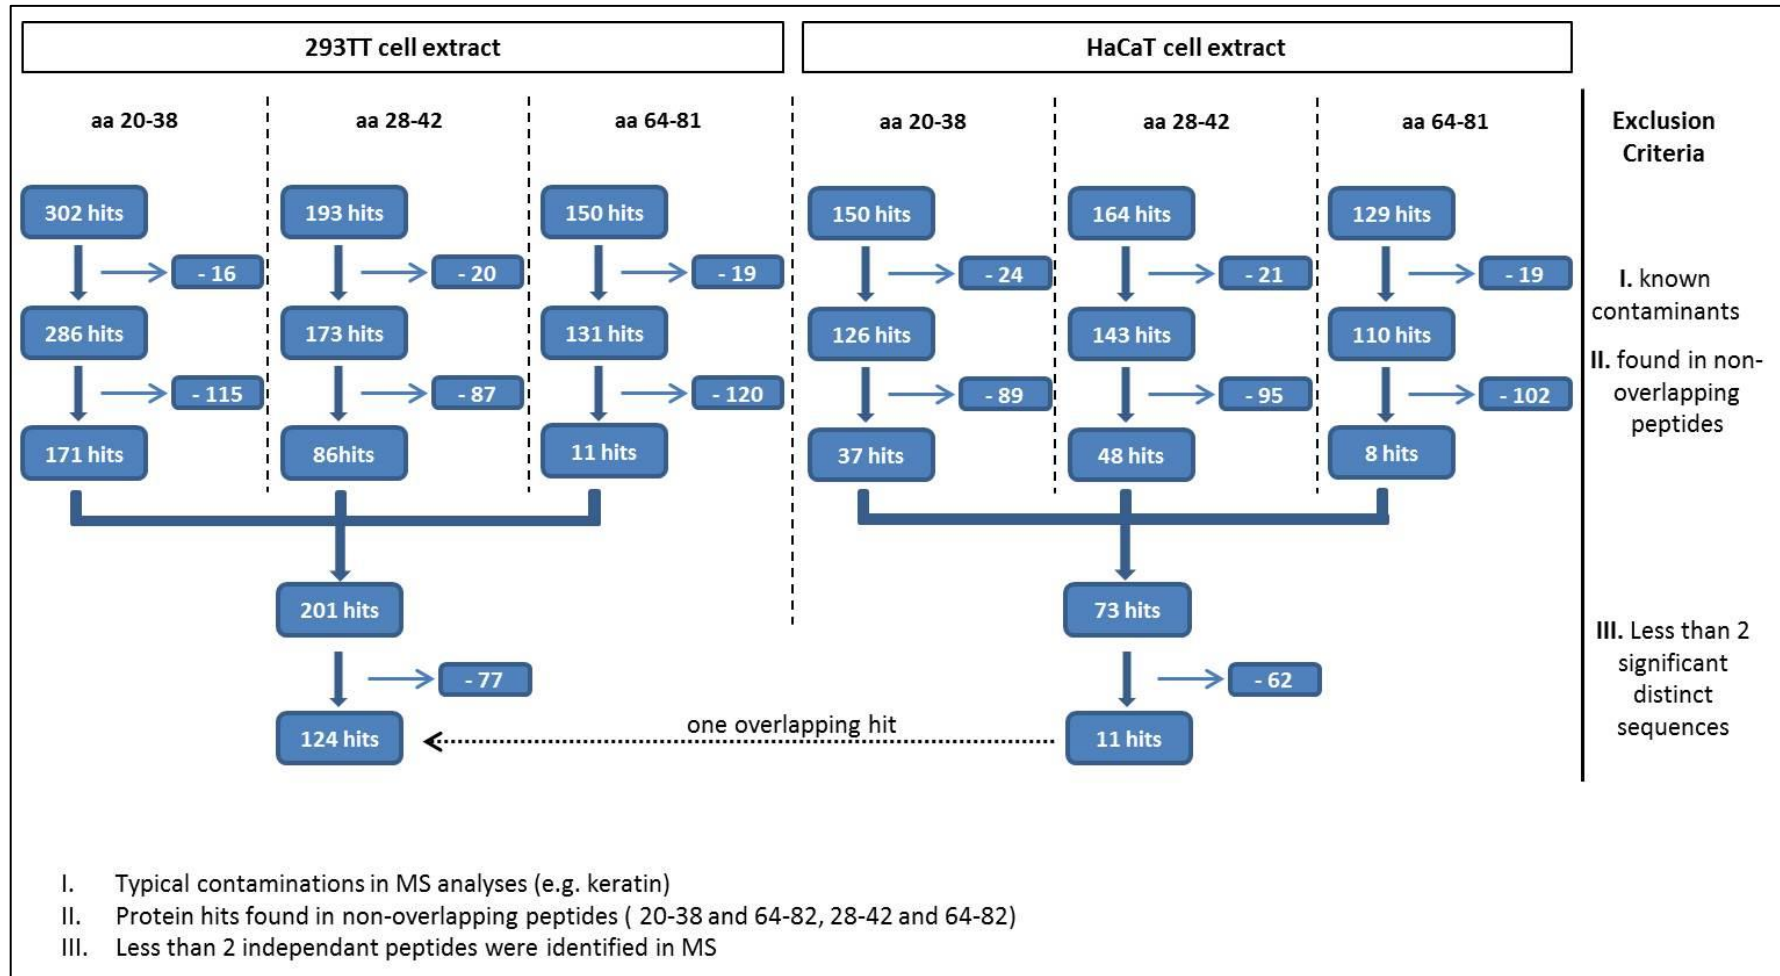 293TT cell extract
HaCaT cell extract
aa 20-38
aa 28-42
aa 64-81
aa 20-38
aa 28-42
aa 64-81
Exclusion
Criteria
302 hits
193 hits
150 hits
150 hits
164 hits
129 hits
- 16
- 20
- 19
- 24
- 21
- 19
I. known
contaminants
286 hits
173 hits
131 hits
126 hits
143 hits
110 hits
II. found in non-
overlapping
peptides
- 115
- 87
- 120
- 89
- 95
- 102
171 hits
86hits
11 hits
37 hits
48 hits
8 hits
201 hits
73 hits
III. Less than 2
significant
distinct
sequences
- 77
- 62
124 hits
one overlapping hit
11 hits
I. Typical contaminations in MS analyses (e.g. keratin)
II. Protein hits found in non-overlapping peptides ( 20-38 and 64-82, 28-42 and 64-82)
III. Less than 2 independant peptides were identified in MS